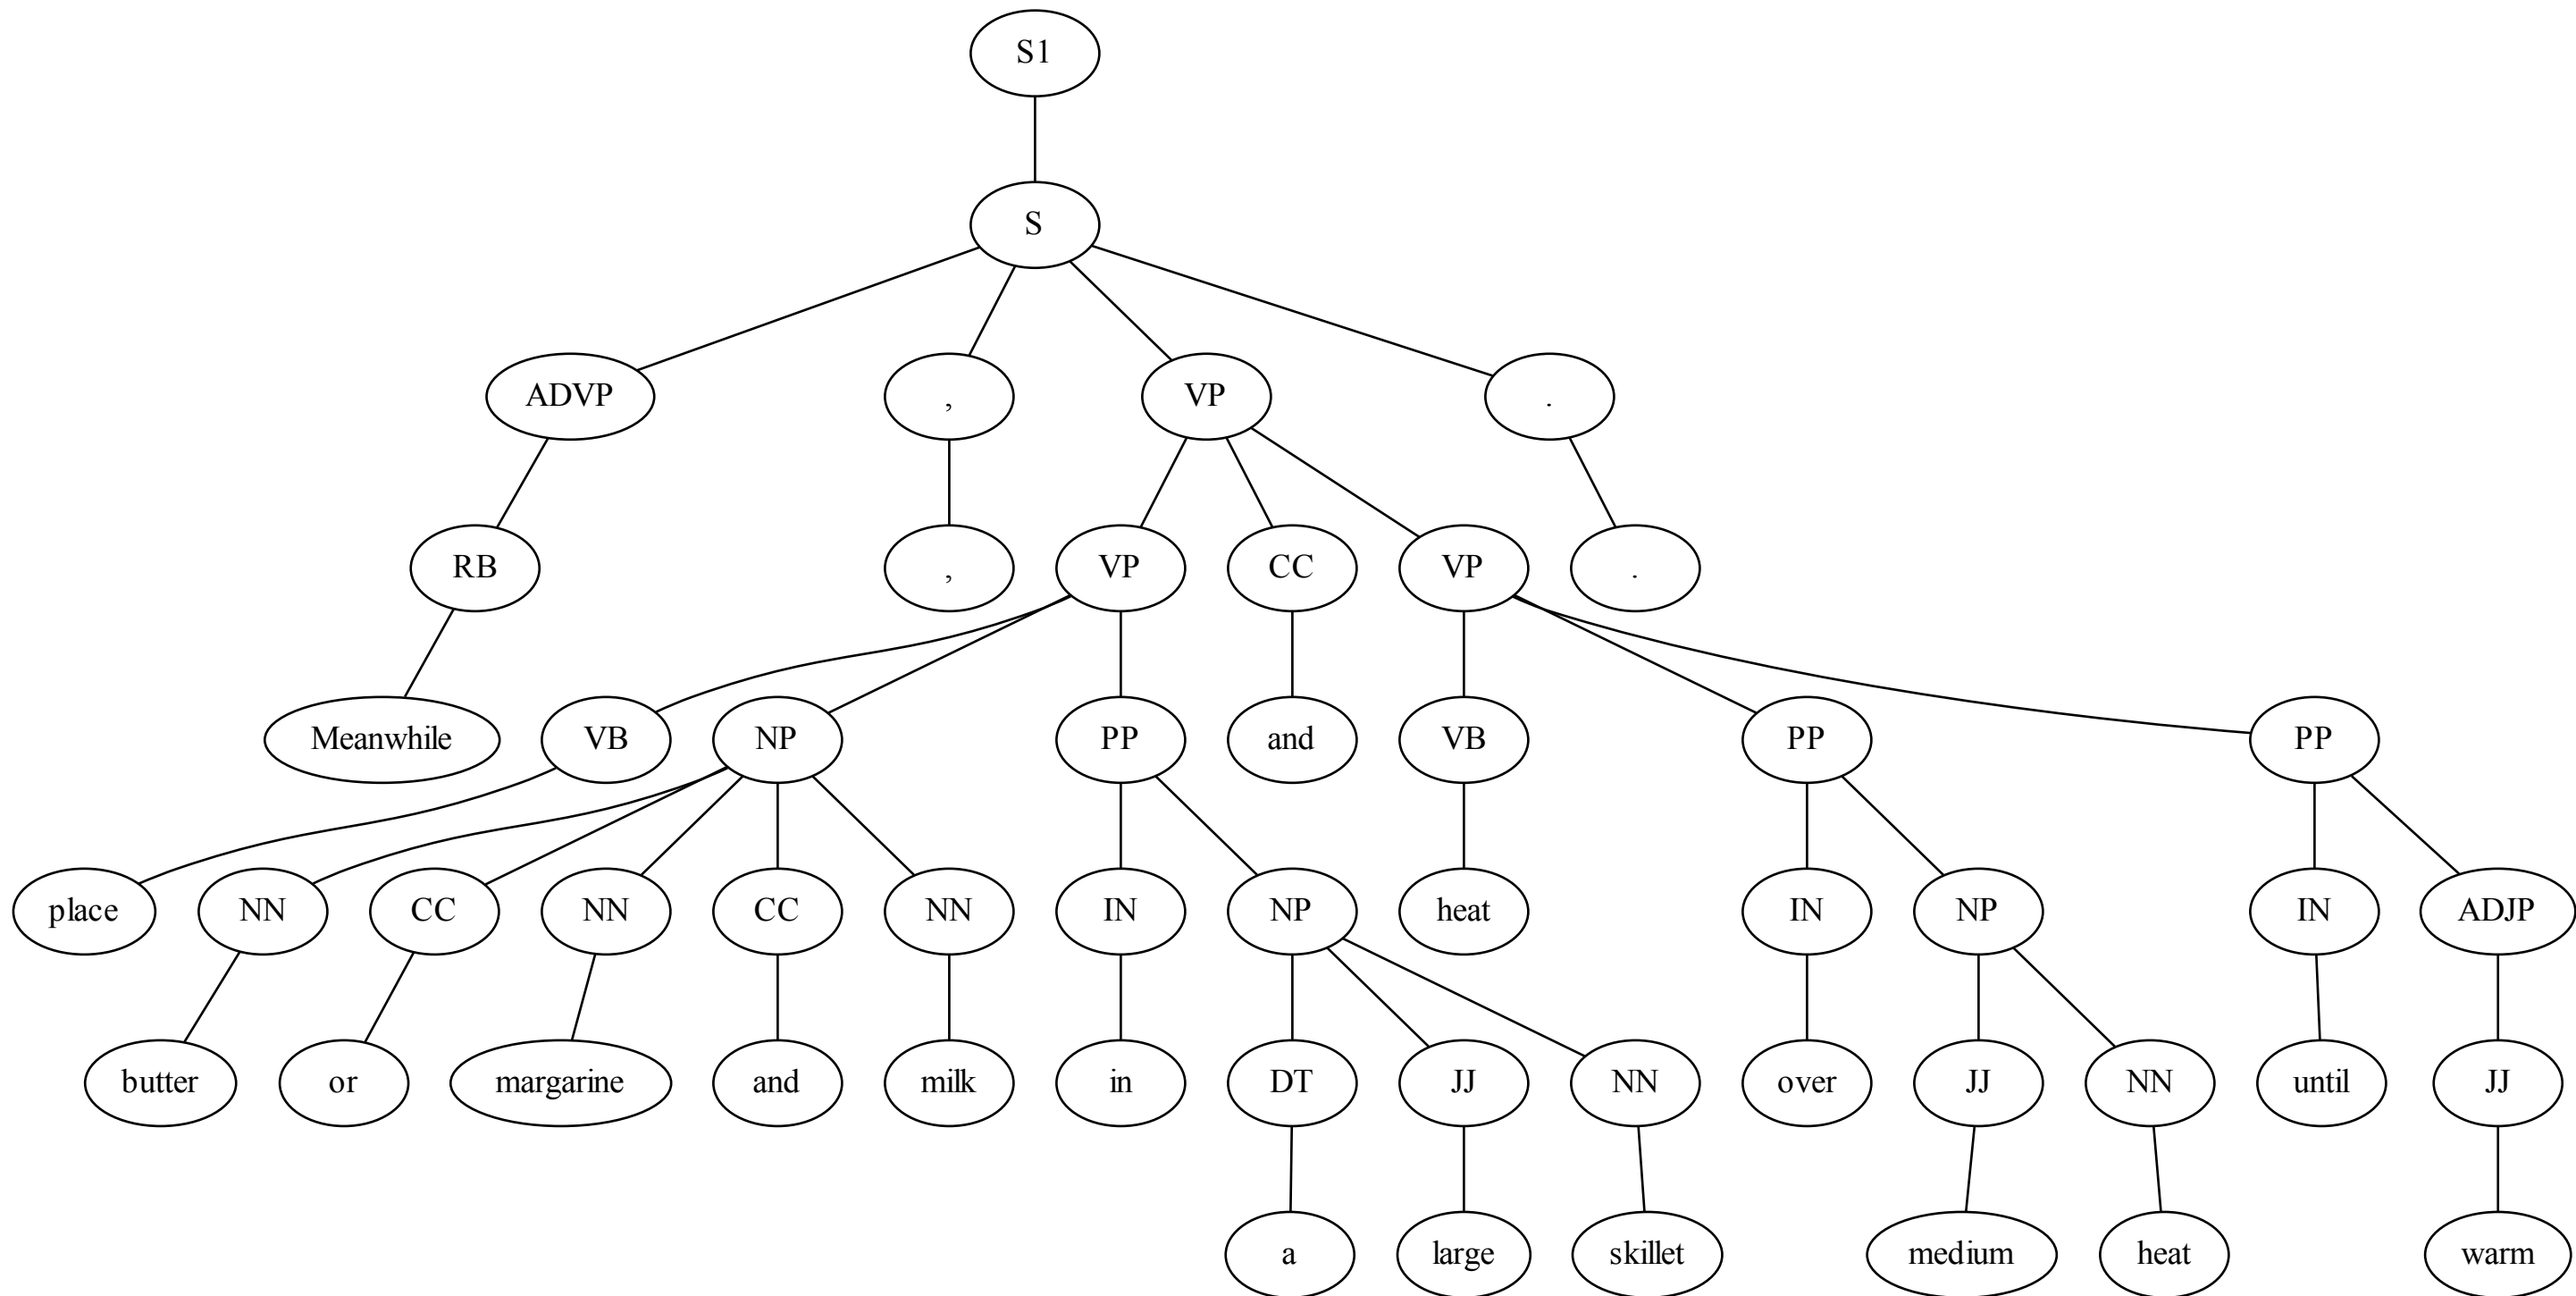 S1
S
ADVP , VP .
RB , VP CC VP .
Meanwhile VB NP PP and VB PP PP
place NN CC NN CC NN IN NP heat IN NP IN ADJP
butter or margarine and milk in DT JJ NN over JJ NN until JJ
a large skillet medium heat warm